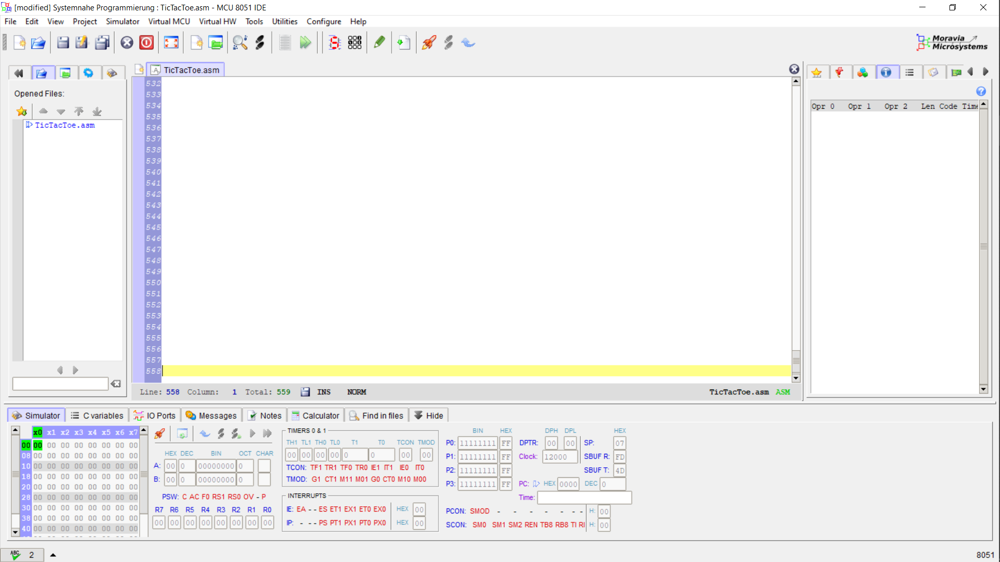 [modified] Systemnahe Programmierung : TicTacToe.asm - MCU 8051 IDE
File Edit View Project Simulator Virtual MCU Virtual HW Tools Utilities Configure Help
Moravia
Microsystems
TicTacToe.asm
Opened Files:
TicTacToe.asm
532
533
534
535
536
537
538
539
540
541
542
543
544
545
546
547
548
549
550
551
552
553
554
555
556
557
558
Line: 558 Column: 1 Total: 559 INS NORM TicTacToe.asm ASM
Opr 0 Opr 1 Opr 2 Len Code Time
Simulator C variables IO Ports Messages Notes Calculator Find in files Hide
x0 x1 x2 x3 x4 x5 x6 x7
00 00 00 00 00 00 00 00 00
08 00 00 00 00 00 00 00 00
10 00 00 00 00 00 00 00 00
18 00 00 00 00 00 00 00 00
20 00 00 00 00 00 00 00 00
28 00 00 00 00 00 00 00 00
30 00 00 00 00 00 00 00 00
38 00 00 00 00 00 00 00 00
40 00 00 00 00 00 00 00 00
HEX DEC BIN OCT CHAR
A: 00 0 00000000 0
B: 00 0 00000000 0
PSW: C AC F0 RS1 RS0 OV - P
R7 R6 R5 R4 R3 R2 R1 R0
00 00 00 00 00 00 00 00
TIMERS 0 & 1
TH1 TL1 TH0 TL0 T1 T0 TCON TMOD
00 00 00 00 0 0 00 00
TCON: TF1 TR1 TF0 TR0 IE1 IT1 IE0 IT0
TMOD: G1 CT1 M11 M01 G0 CT0 M10 M00
INTERRUPTS
IE: EA - - ES ET1 EX1 ET0 EX0 HEX 00
IP: - - - PS PT1 PX1 PT0 PX0 HEX 00
BIN HEX
P0: 11111111 FF
P1: 11111111 FF
P2: 11111111 FF
P3: 11111111 FF
DPH DPL HEX
DPTR: 00 00 SP: 07
Clock: 12000 SBUF R: FD
SBUF T: 4D
PC: HEX 0000 DEC 0
Time:
PCON: SMOD - - - - - - - H: 00
SCON: SM0 SM1 SM2 REN TB8 RB8 TI RI H: 00
ABC 2
8051